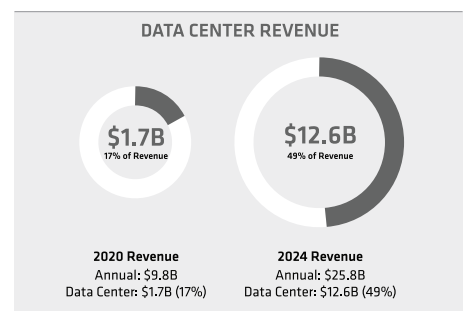 DATA CENTER REVENUE
$1.7B
17% of Revenue
$12.6B
49% of Revenue
2020 Revenue
Annual: $9.8B
Data Center: $1.7B (17%)
2024 Revenue
Annual: $25.8B
Data Center: $12.6B (49%)